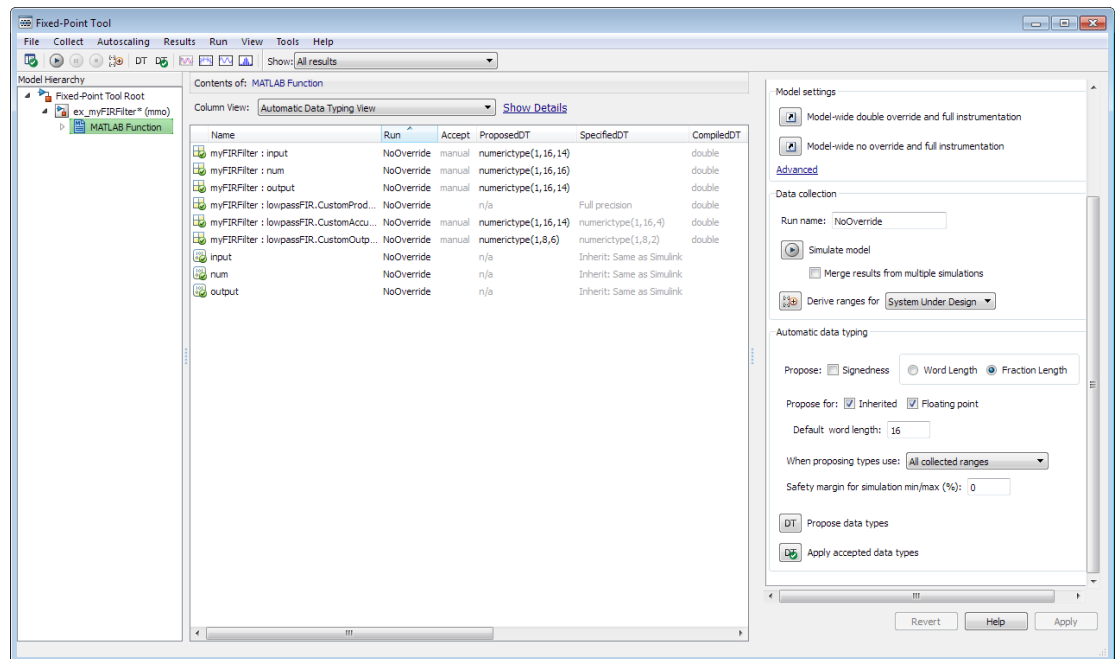 Fixed-Point Tool
File Collect Autoscaling Results Run View Tools Help
DT Show: All results
Model Hierarchy
Fixed-Point Tool Root
ex_myFIRFilter* (mmo)
MATLAB Function
Contents of: MATLAB Function
Column View: Automatic Data Typing View Show Details
Name Run Accept ProposedDT SpecifiedDT CompiledDT
myFIRFilter : input NoOverride manual numerictype(1,16,14) double
myFIRFilter : num NoOverride manual numerictype(1,16,16) double
myFIRFilter : output NoOverride manual numerictype(1,16,14) double
myFIRFilter : lowpassFIR.CustomProd... NoOverride n/a Full precision double
myFIRFilter : lowpassFIR.CustomAccu... NoOverride manual numerictype(1,16,14) numerictype(1,16,4) double
myFIRFilter : lowpassFIR.CustomOutp... NoOverride manual numerictype(1,8,6) numerictype(1,8,2) double
input NoOverride n/a Inherit: Same as Simulink
num NoOverride n/a Inherit: Same as Simulink
output NoOverride n/a Inherit: Same as Simulink
Model settings
Model-wide double override and full instrumentation
Model-wide no override and full instrumentation
Advanced
Data collection
Run name: NoOverride
Simulate model
Merge results from multiple simulations
Derive ranges for System Under Design
Automatic data typing
Propose: Signedness Word Length Fraction Length
Propose for: Inherited Floating point
Default word length: 16
When proposing types use: All collected ranges
Safety margin for simulation min/max (%): 0
DT Propose data types
DT Apply accepted data types
Revert Help Apply